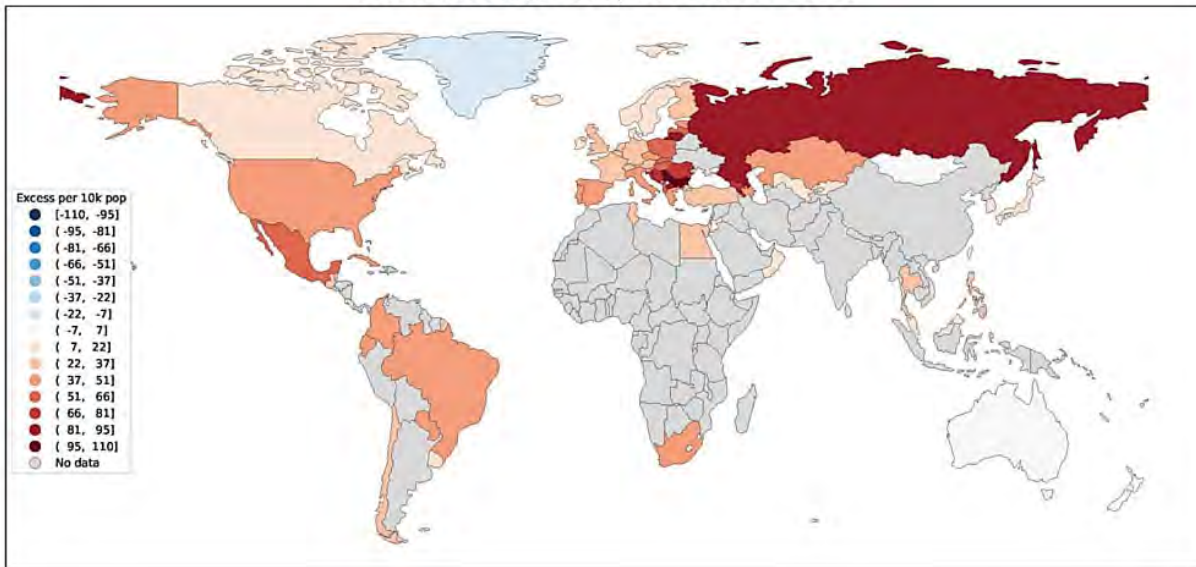 Excess per 10k pop
[-110, -95]
( -95, -81]
( -81, -66]
( -66, -51]
( -51, -37]
( -37, -22]
( -22, -7]
( -7, 7]
( 7, 22]
( 22, 37]
( 37, 51]
( 51, 66]
( 66, 81]
( 81, 95]
( 95, 110]
No data